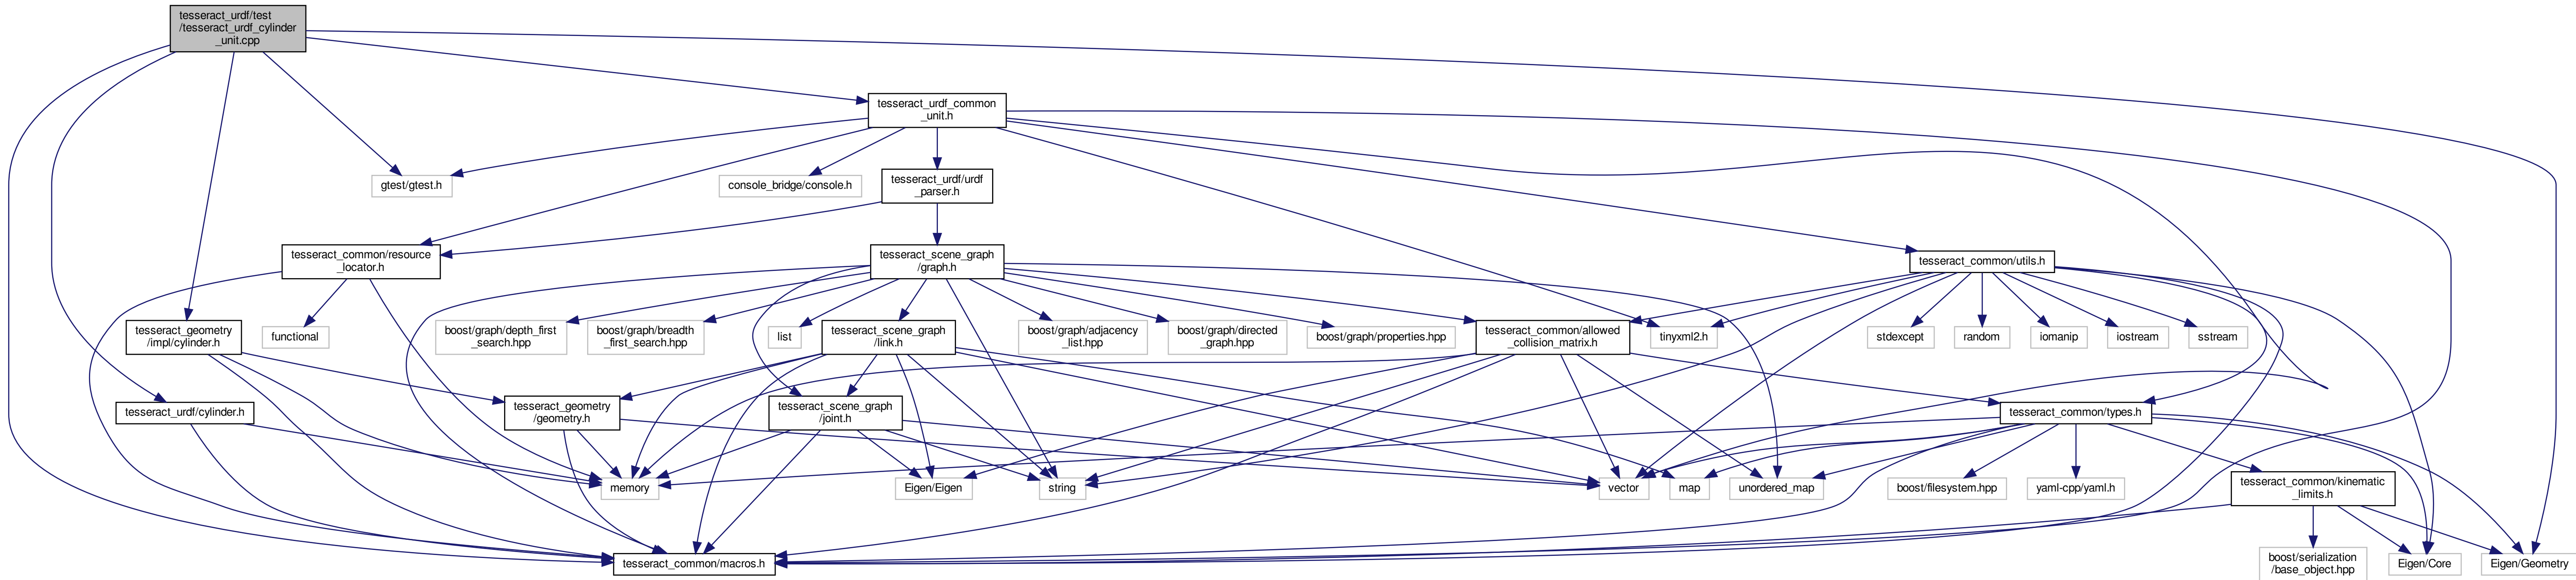 tesseract_urdf/test
/tesseract_urdf_cylinder
_unit.cpp
tesseract_urdf_common
_unit.h
gtest/gtest.h
console_bridge/console.h
tesseract_urdf/urdf
_parser.h
tesseract_common/resource
_locator.h
tesseract_scene_graph
/graph.h
tesseract_common/utils.h
tesseract_geometry
/impl/cylinder.h
functional
boost/graph/depth_first
_search.hpp
boost/graph/breadth
_first_search.hpp
list
tesseract_scene_graph
/link.h
boost/graph/adjacency
_list.hpp
boost/graph/directed
_graph.hpp
boost/graph/properties.hpp
tesseract_common/allowed
_collision_matrix.h
tinyxml2.h
stdexcept
random
iomanip
iostream
sstream
tesseract_urdf/cylinder.h
tesseract_geometry
/geometry.h
tesseract_scene_graph
/joint.h
tesseract_common/types.h
memory
Eigen/Eigen
string
vector
map
unordered_map
boost/filesystem.hpp
yaml-cpp/yaml.h
tesseract_common/kinematic
_limits.h
tesseract_common/macros.h
boost/serialization
/base_object.hpp
Eigen/Core
Eigen/Geometry